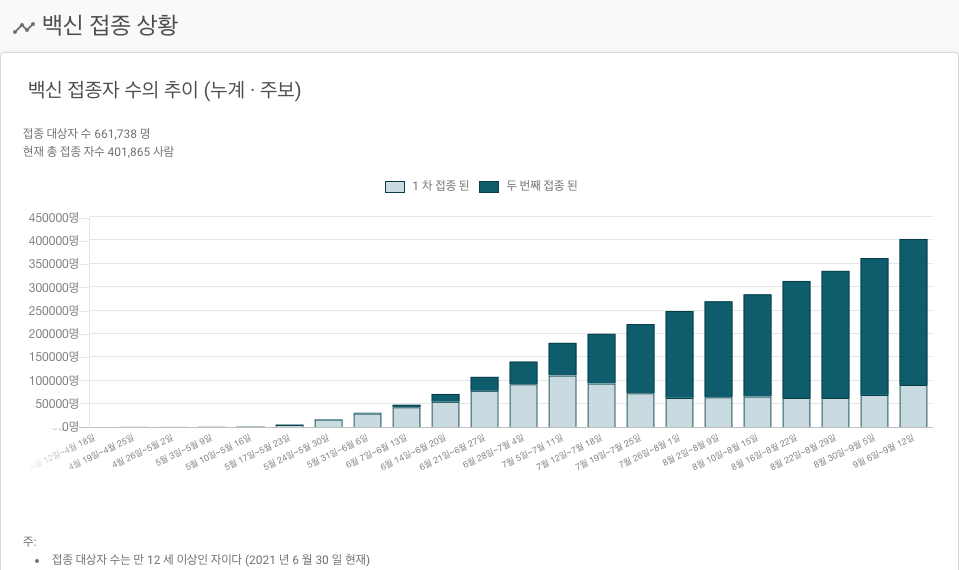 백신 접종 상황
백신 접종자 수의 추이 (누계 · 주보)
접종 대상자 수 661,738 명
현재 총 접종 자수 401,865 사람
1 차 접종 된
두 번째 접종 된
450000명
400000명
350000명
300000명
250000명
200000명
150000명
100000명
50000명
0명
4월 12일~4월 18일
4월 19일~4월 25일
4월 26일~5월 2일
5월 3일~5월 9일
5월 10일~5월 16일
5월 17일~5월 23일
5월 24일~5월 30일
5월 31일~6월 6일
6월 7일~6월 13일
6월 14일~6월 20일
6월 21일~6월 27일
6월 28일~7월 4일
7월 5일~7월 11일
7월 12일~7월 18일
7월 19일~7월 25일
7월 26일~8월 1일
8월 2일~8월 9일
8월 10일~8월 15일
8월 16일~8월 22일
8월 22일~8월 29일
8월 30일~9월 5일
9월 6일~9월 12일
주:
접종 대상자 수는 만 12 세 이상인 자이다 (2021 년 6 월 30 일 현재)